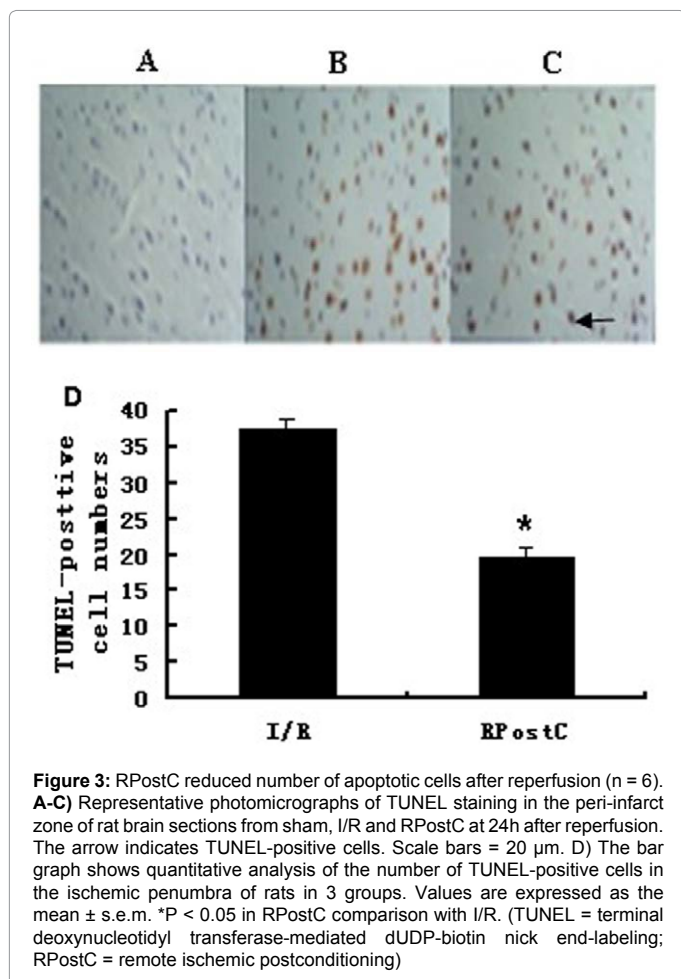 A B C
D
TUNEL-posttive
cell numbers
40
35
30
25
20
15
10
5
0
*
I/R RPostC
Figure 3: RPostC reduced number of apoptotic cells after reperfusion (n = 6).
A-C) Representative photomicrographs of TUNEL staining in the peri-infarct
zone of rat brain sections from sham, I/R and RPostC at 24h after reperfusion.
The arrow indicates TUNEL-positive cells. Scale bars = 20 µm. D) The bar
graph shows quantitative analysis of the number of TUNEL-positive cells in
the ischemic penumbra of rats in 3 groups. Values are expressed as the
mean ± s.e.m. *P < 0.05 in RPostC comparison with I/R. (TUNEL = terminal
deoxynucleotidyl transferase-mediated dUDP-biotin nick end-labeling;
RPostC = remote ischemic postconditioning)